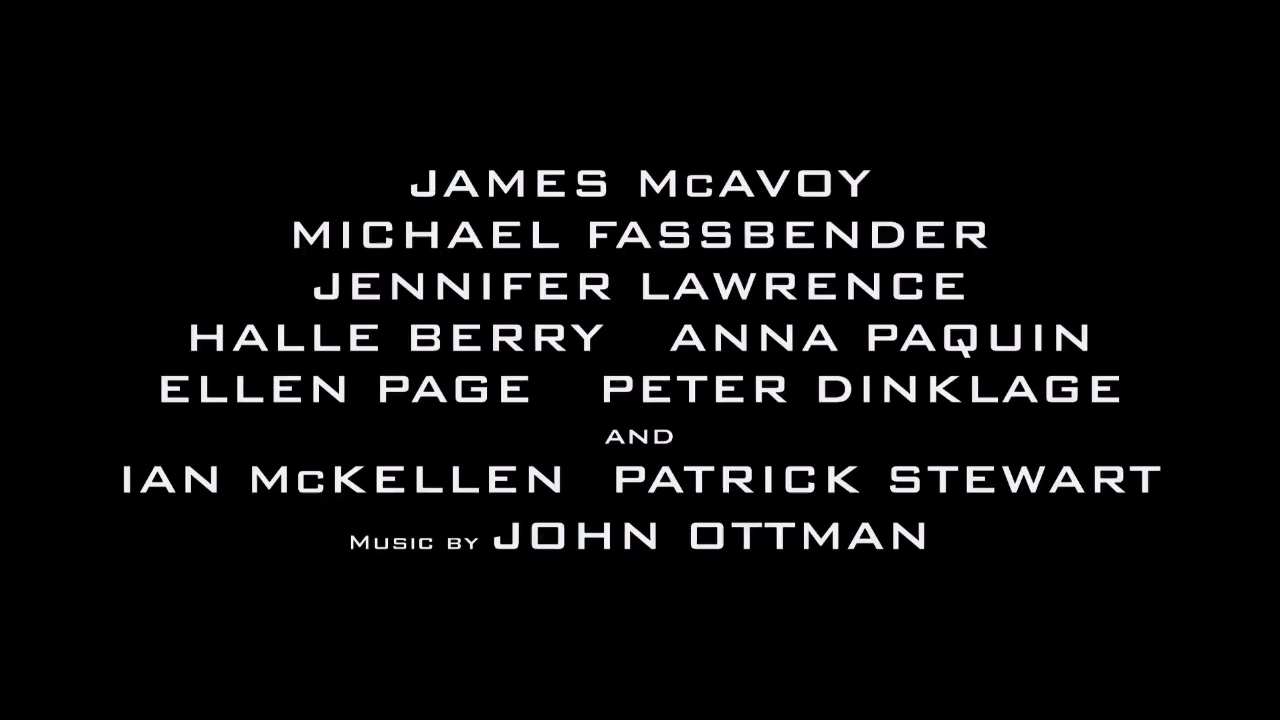 JAMES McAVOY
MICHAEL FASSBENDER
JENNIFER LAWRENCE
HALLE BERRY ANNA PAQUIN
ELLEN PAGE PETER DINKLAGE
AND
IAN McKELLEN PATRICK STEWART
MUSIC BY JOHN OTTMAN